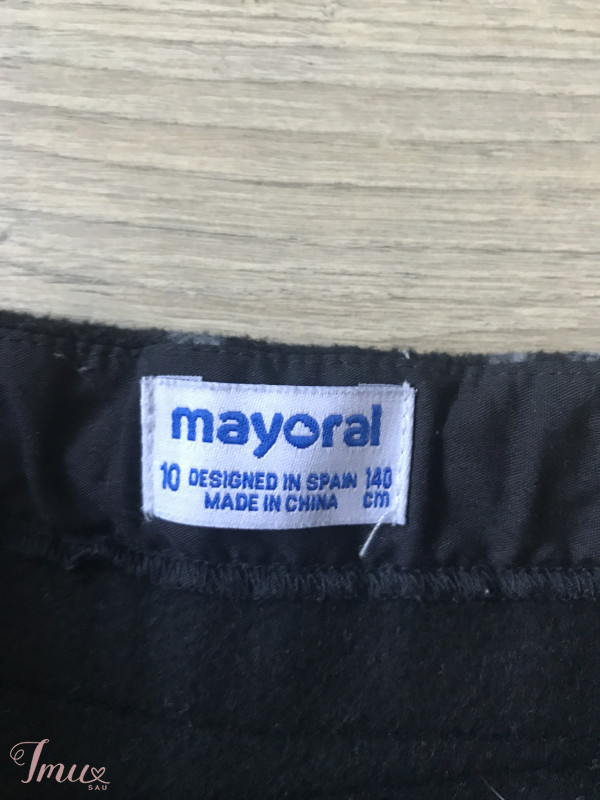 mayoral
10 DESIGNED IN SPAIN 140
MADE IN CHINA cm
Imu
SAU